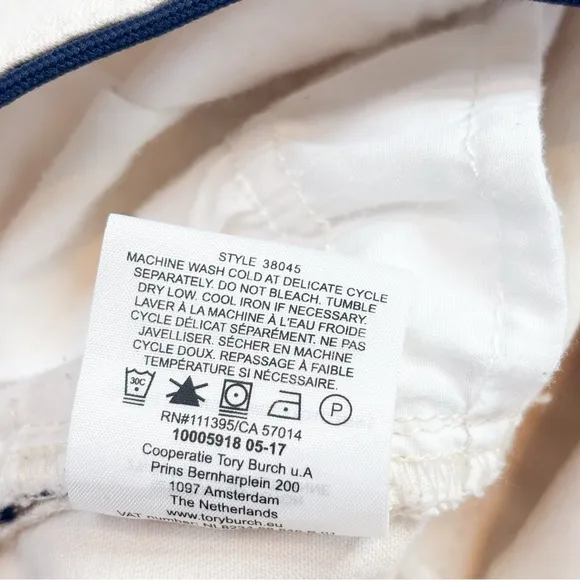 STYLE 38045
MACHINE WASH COLD AT DELICATE CYCLE
SEPARATELY. DO NOT BLEACH. TUMBLE
DRY LOW. COOL IRON IF NECESSARY.
LAVER À LA MACHINE À L'EAU FROIDE
CYCLE DÉLICAT SÉPARÉMENT. NE PAS
JAVELLISER. SÉCHER EN MACHINE
CYCLE DOUX. REPASSAGE À FAIBLE
TEMPÉRATURE SI NÉCESSAIRE.
30C P
RN#111395/CA 57014
10005918 05-17
Cooperatie Tory Burch u.A
Prins Bernharplein 200
1097 Amsterdam
The Netherlands
www.toryburch.com
VAT number: